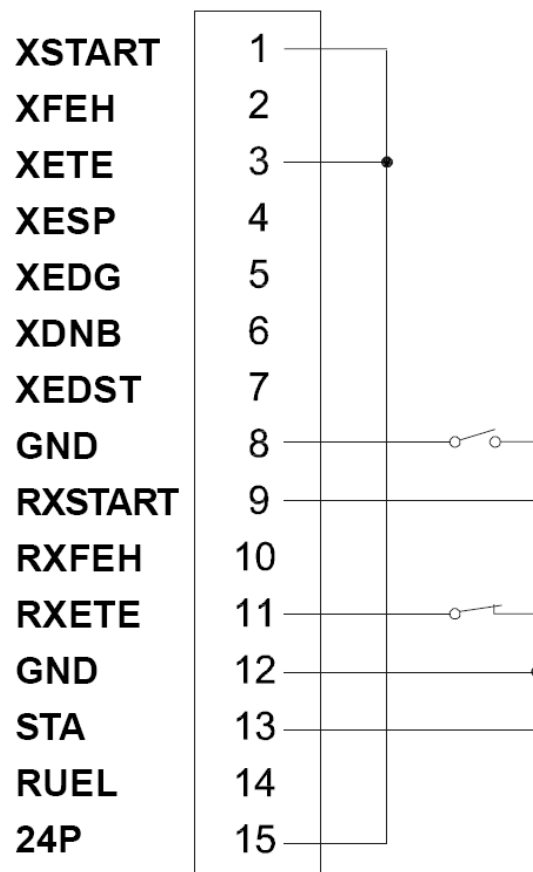 XSTART 1
XFEH 2
XETE 3
XESP 4
XEDG 5
XDNB 6
XEDST 7
GND 8
RXSTART 9
RXFEH 10
RXETE 11
GND 12
STA 13
RUEL 14
24P 15